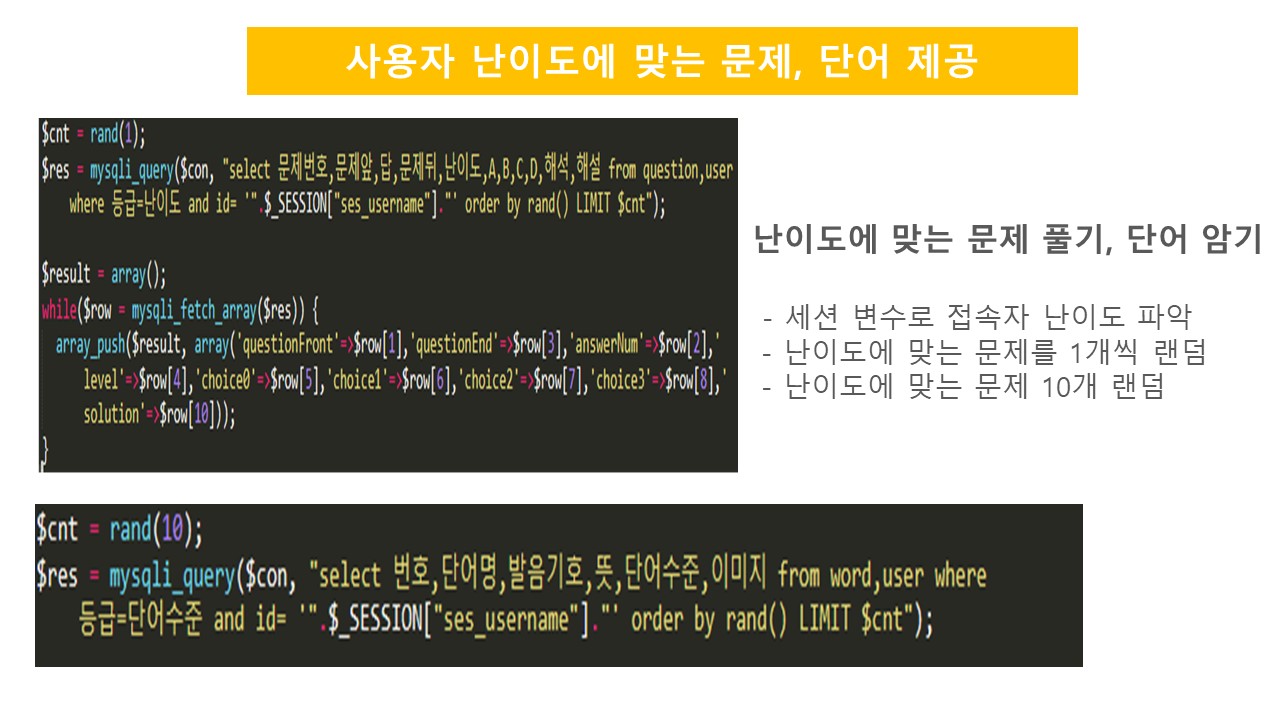 사용자 난이도에 맞는 문제, 단어 제공
$cnt = rand(1);
$res = mysqli_query($con, "select 문제번호,문제앞,답,문제뒤,난이도,A,B,C,D,해석,해설 from question,user
where 등급=난이도 and id= '".$_SESSION["ses_username"]."' order by rand() LIMIT $cnt");
$result = array();
while($row = mysqli_fetch_array($res)) {
array_push($result, array('questionFront'=>$row[1],'questionEnd'=>$row[3],'answerNum'=>$row[2],'
level'=>$row[4],'choice0'=>$row[5],'choice1'=>$row[6],'choice2'=>$row[7],'choice3'=>$row[8],'
solution'=>$row[10]));
}
난이도에 맞는 문제 풀기, 단어 암기
- 세션 변수로 접속자 난이도 파악
- 난이도에 맞는 문제를 1개씩 랜덤
- 난이도에 맞는 문제 10개 랜덤
$cnt = rand(10);
$res = mysqli_query($con, "select 번호,단어명,발음기호,뜻,단어수준,이미지 from word,user where
등급=단어수준 and id= '".$_SESSION["ses_username"]."' order by rand() LIMIT $cnt");